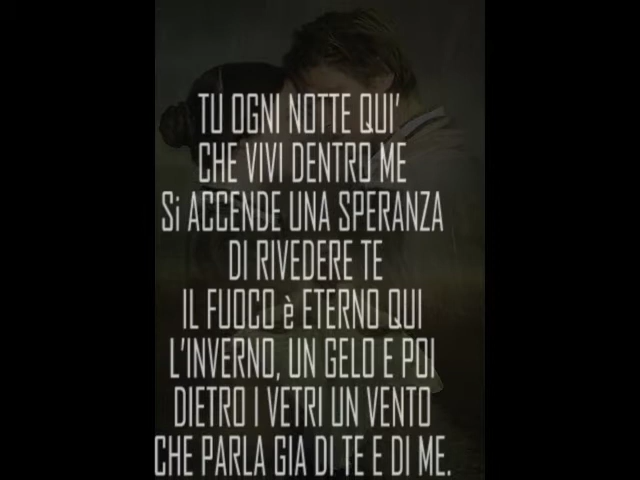 TU OGNI NOTTE QUI'
CHE VIVI DENTRO ME
Si ACCENDE UNA SPERANZA
DI RIVEDERE TE
IL FUOCO è ETERNO QUI
L'INVERNO, UN GELO E POI
DIETRO I VETRI UN VENTO
CHE PARLA GIA DI TE E DI ME.